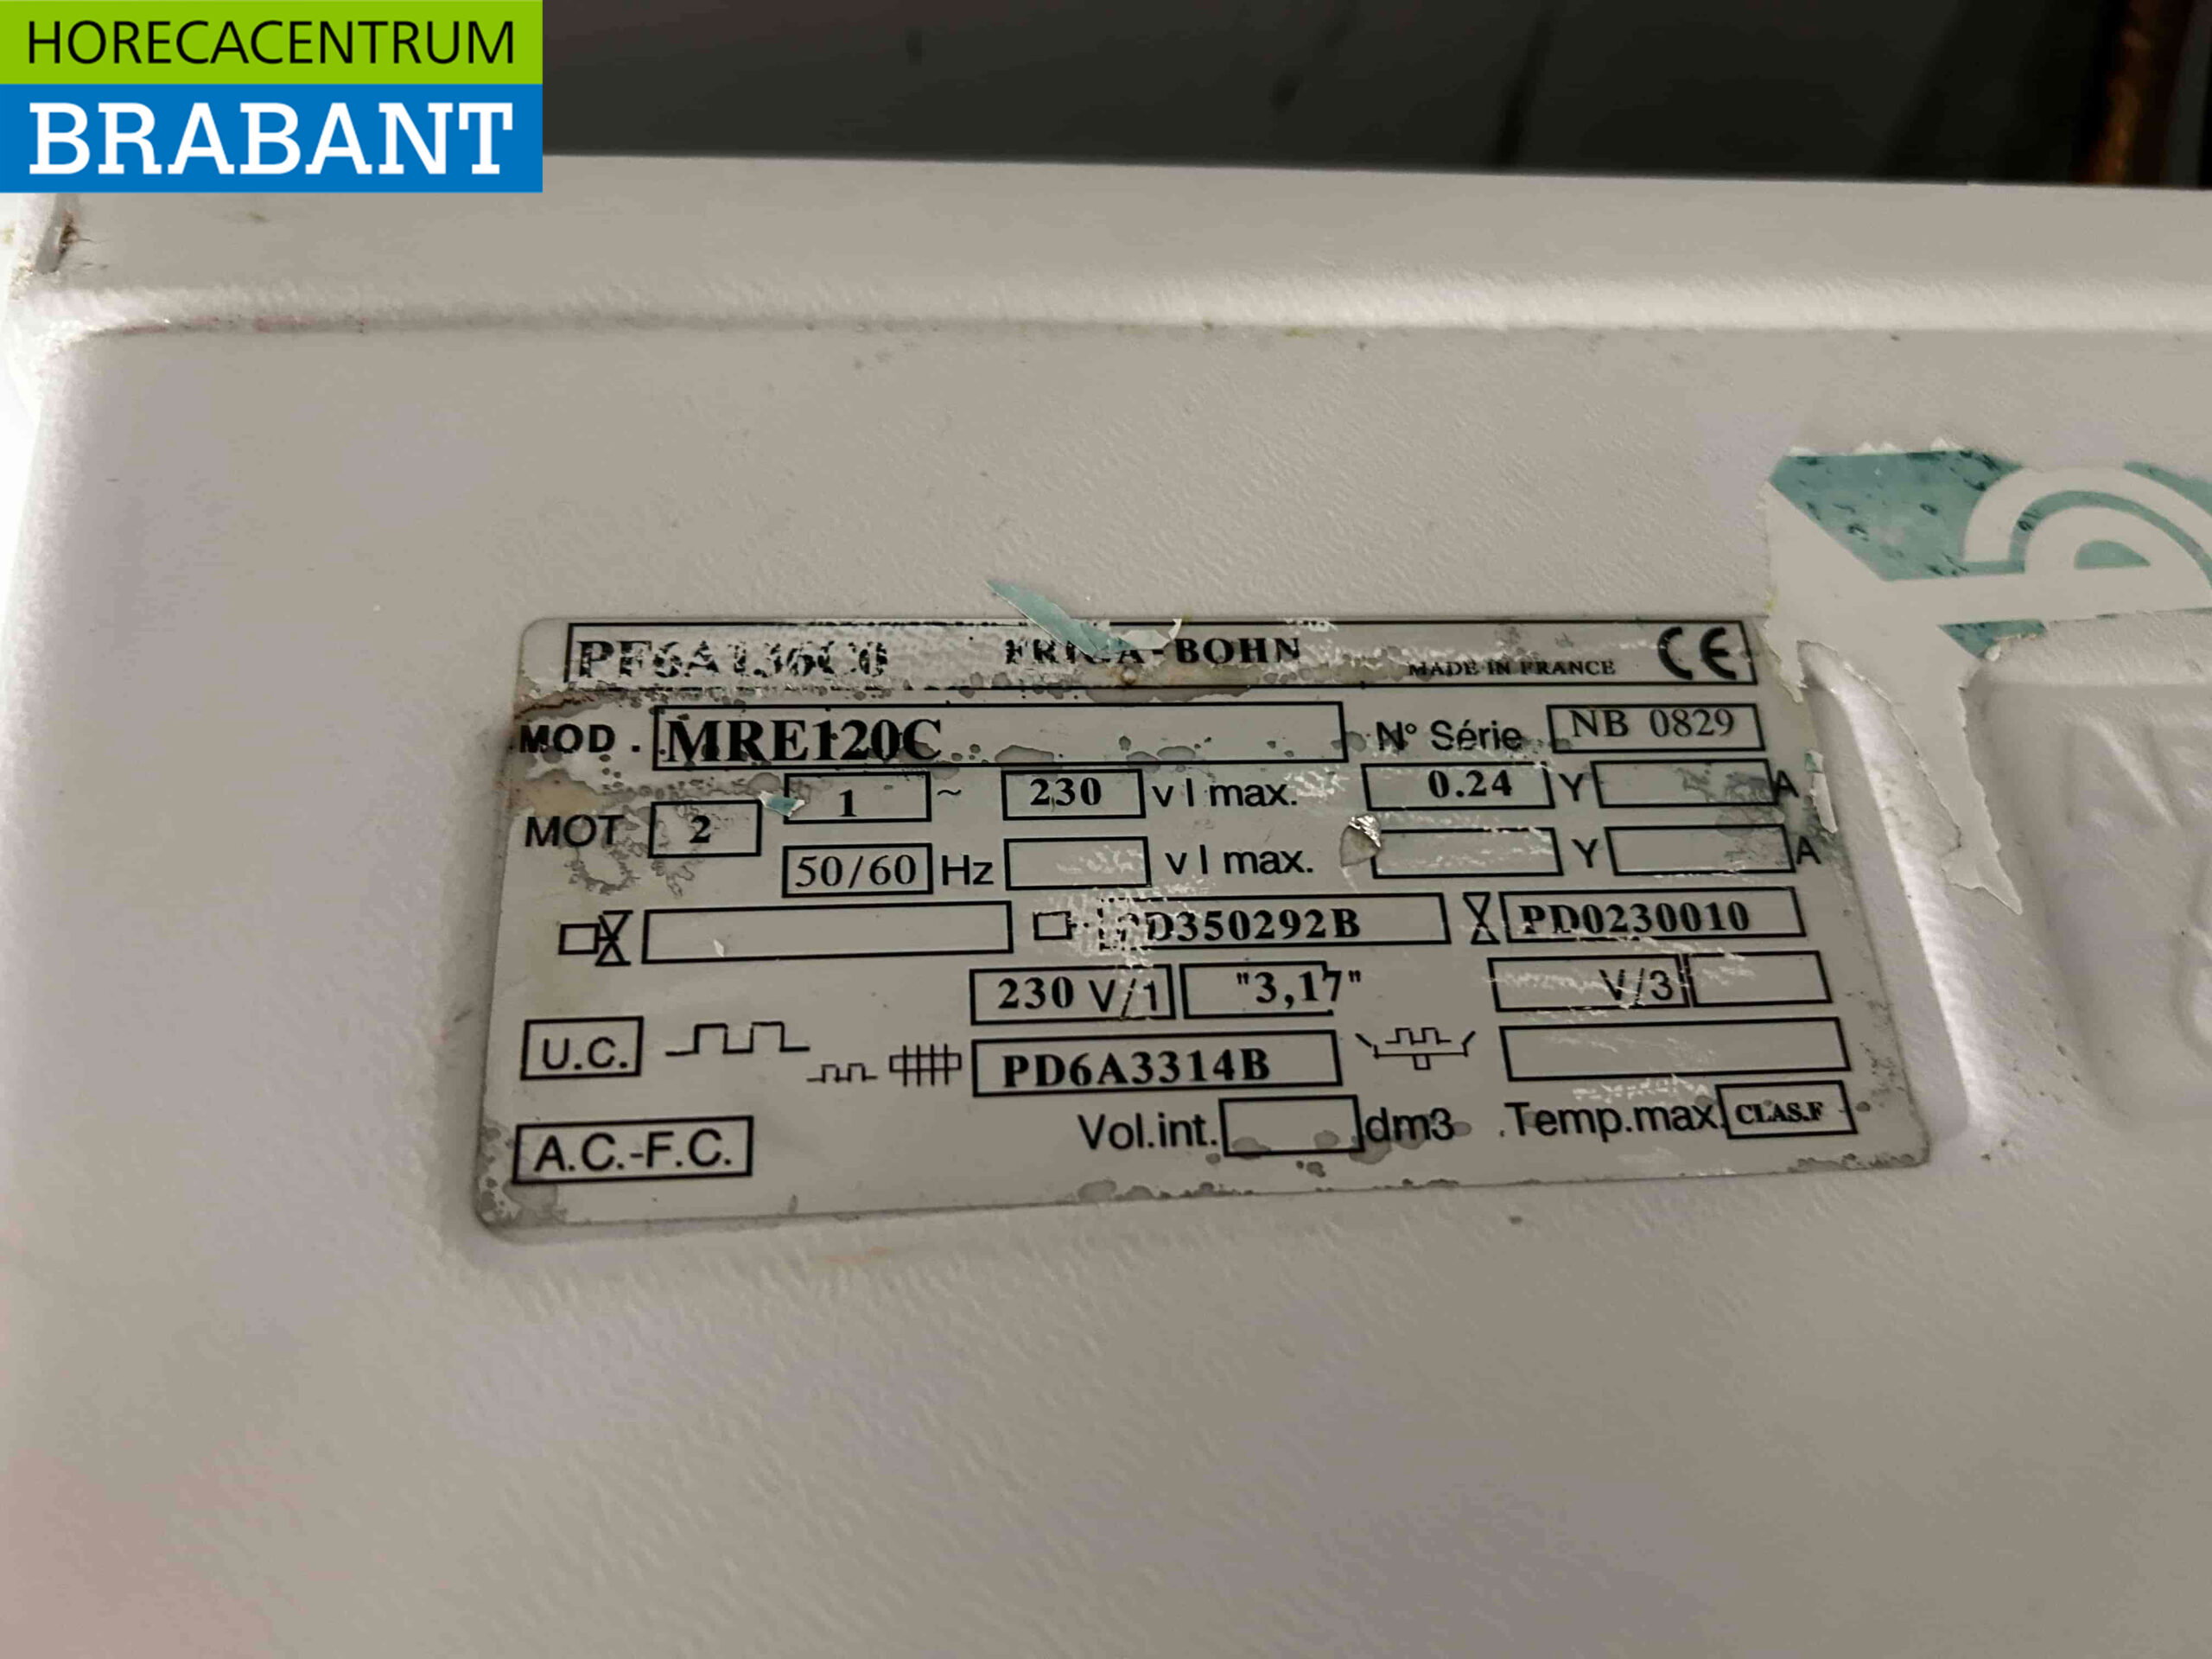 HORECACENTRUM
BRABANT
FRIGA-BOHN MADE IN FRANCE CE
MOD. MRE120C N° Série NB 0829
MOT 2 1 ~ 230 v I max. 0.24 Y A
50/60 Hz v I max. Y A
D350292B PD0230010
230 V/1 "3,17" V/3
U.C. PD6A3314B
A.C.-F.C. Vol.int. dm3 Temp.max. CLAS.F